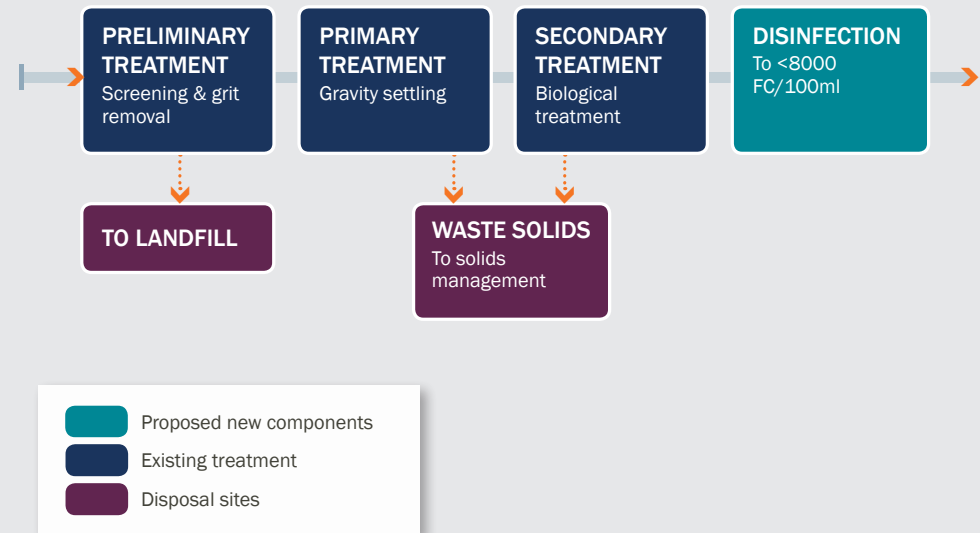 PRELIMINARY
TREATMENT
Screening & grit
removal
PRIMARY
TREATMENT
Gravity settling
SECONDARY
TREATMENT
Biological
treatment
DISINFECTION
To <8000
FC/100ml
TO LANDFILL
WASTE SOLIDS
To solids
management
Proposed new components
Existing treatment
Disposal sites